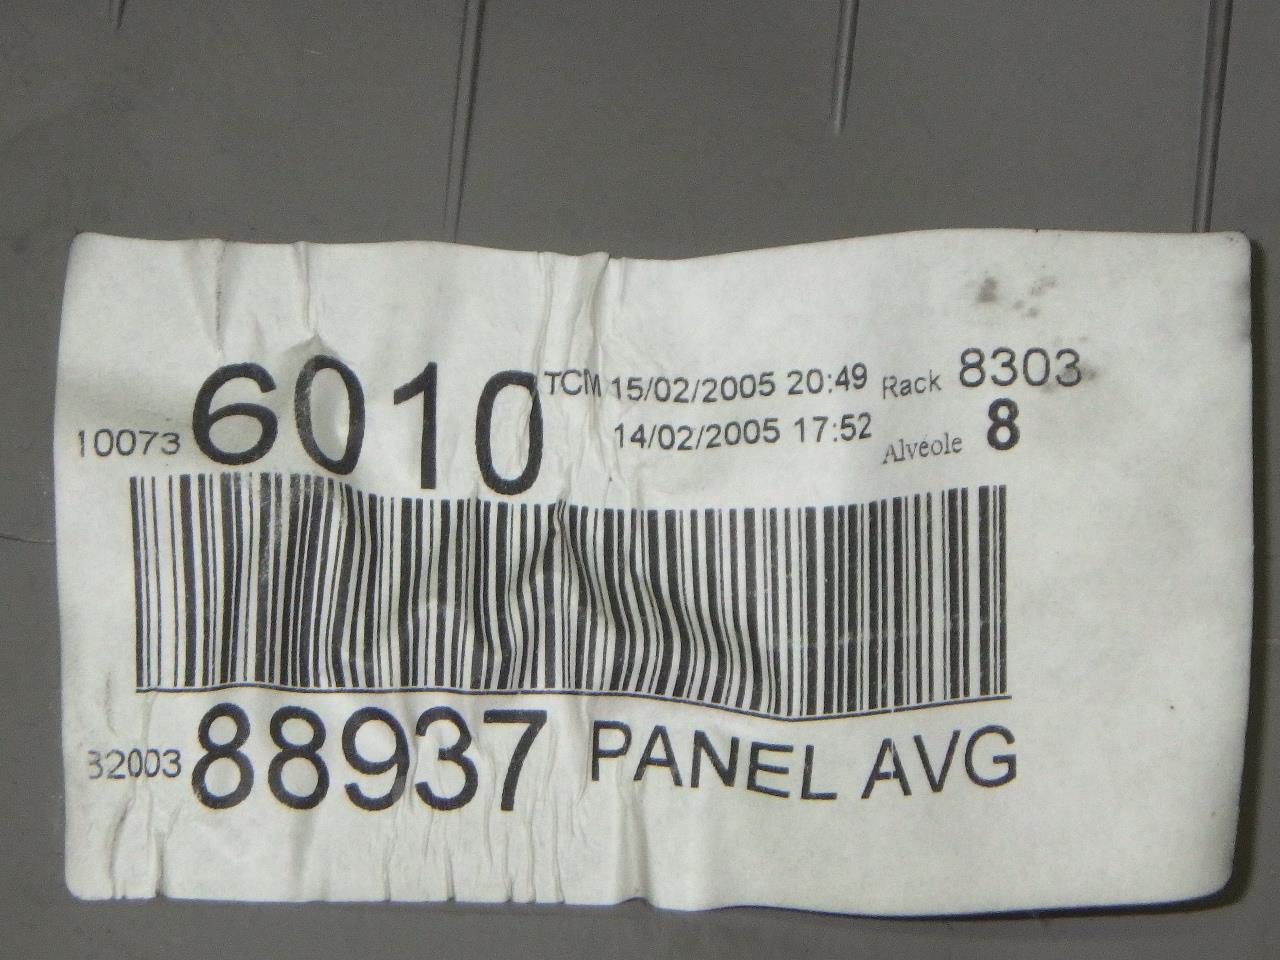 10073 6010 TCM 15/02/2005 20:49 Rack 8303
14/02/2005 17:52 Alvéole 8
32003 88937 PANEL AVG